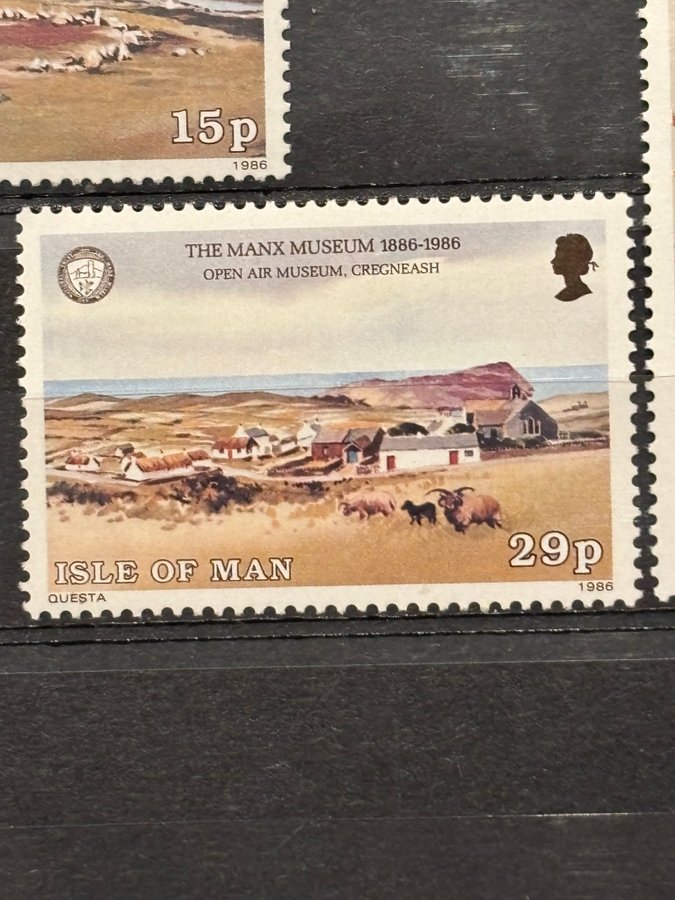 15p
1986
THE MANX MUSEUM 1886-1986
OPEN AIR MUSEUM, CREGNEASH
ISLE OF MAN
29p
QUESTA
1986